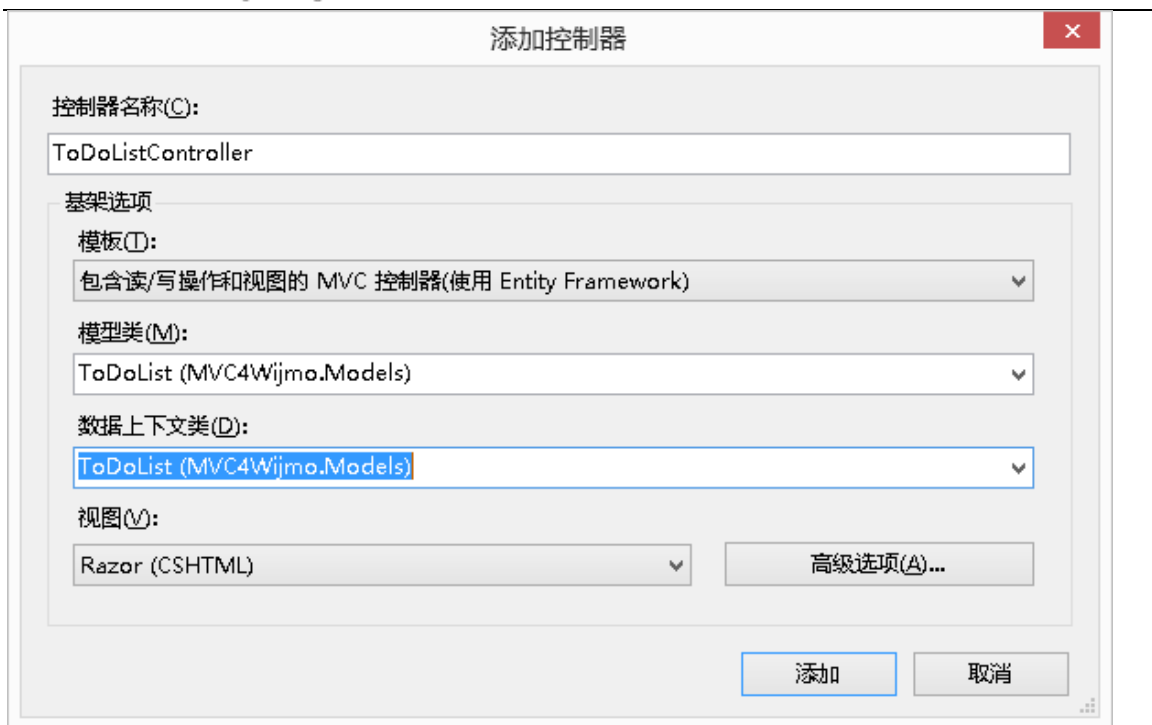 添加控制器
控制器名称(C):
ToDoListController
基架选项
模板(T):
包含读/写操作和视图的 MVC 控制器(使用 Entity Framework)
模型类(M):
ToDoList (MVC4Wijmo.Models)
数据上下文类(D):
ToDoList (MVC4Wijmo.Models)
视图(V):
Razor (CSHTML)
高级选项(A)...
添加
取消